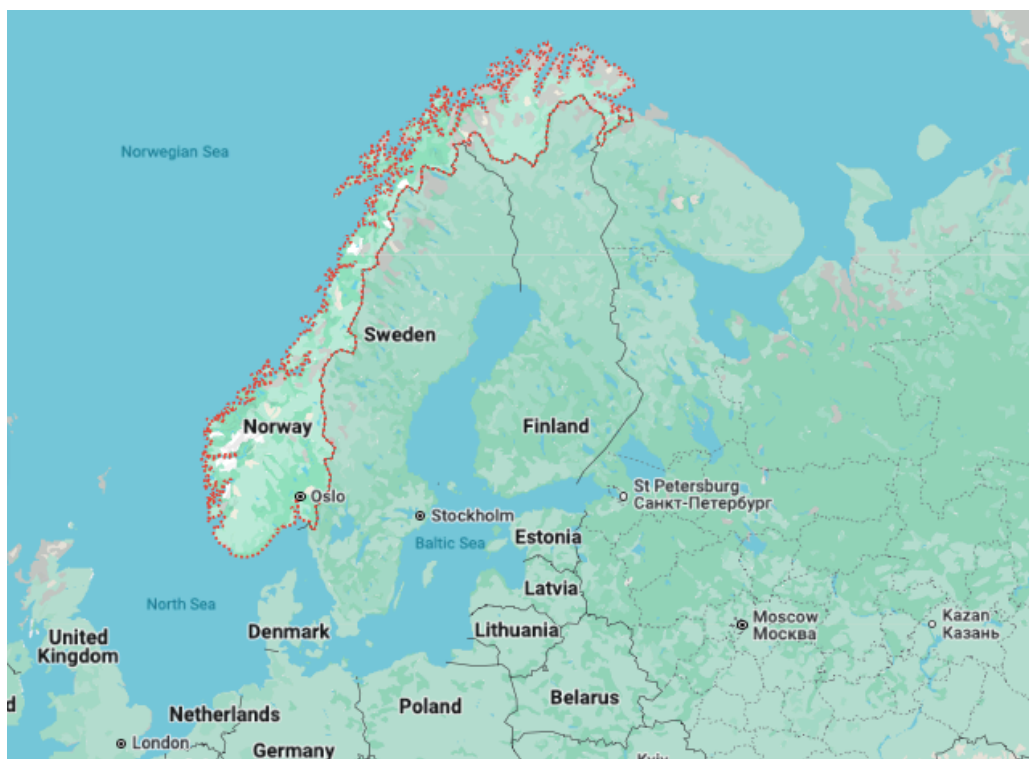 Norwegian Sea
Sweden
Norway
Finland
Oslo
St Petersburg
Санкт-Петербург
Stockholm
Baltic Sea
Estonia
Latvia
North Sea
Denmark
Lithuania
Moscow
Москва
Kazan
Казань
United
Kingdom
Belarus
Poland
d
Netherlands
London
Germany